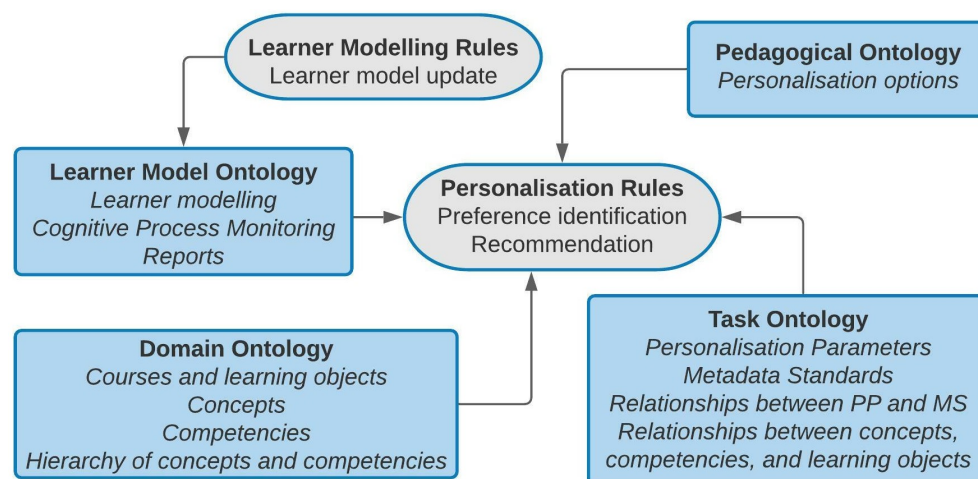 Learner Modelling Rules
Learner model update
Pedagogical Ontology
Personalisation options
Learner Model Ontology
Learner modelling
Cognitive Process Monitoring
Reports
Personalisation Rules
Preference identification
Recommendation
Domain Ontology
Courses and learning objects
Concepts
Competencies
Hierarchy of concepts and competencies
Task Ontology
Personalisation Parameters
Metadada Standards
Relationships between PP and MS
Relationships between concepts,
competencies, and learning objects